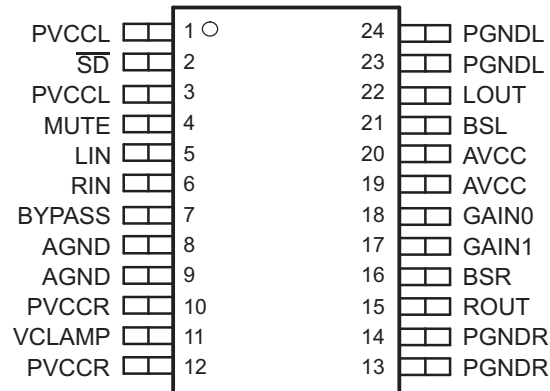 PVCCL 1 24 PGNDL
SD 2 23 PGNDL
PVCCL 3 22 LOUT
MUTE 4 21 BSL
LIN 5 20 AVCC
RIN 6 19 AVCC
BYPASS 7 18 GAIN0
AGND 8 17 GAIN1
AGND 9 16 BSR
PVCCR 10 15 ROUT
VCLAMP 11 14 PGNDR
PVCCR 12 13 PGNDR